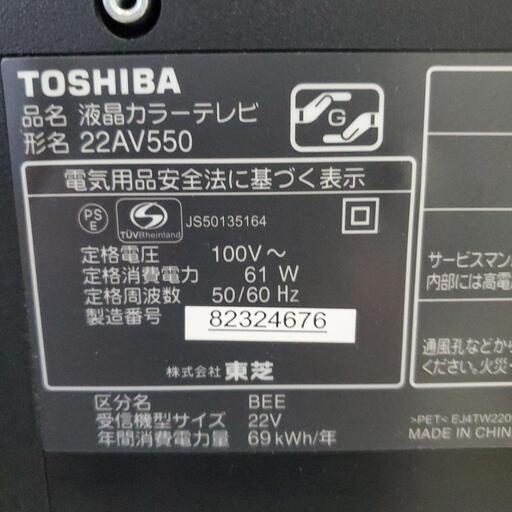 TOSHIBA
品名 液晶カラーテレビ
形名 22AV550
G
電気用品安全法に基づく表示
PS
E
TÜVRheinland
JS50135164
定格電圧 100V～
定格消費電力 61 W
定格周波数 50/60 Hz
製造番号 82324676
株式会社 東芝
区分名 BEE
受信機型サイズ 22V
年間消費電力量 69 kWh/年
サービスマン
内部には高電
通風孔などから
ください。火災・
>PET< EJ4TW220
MADE IN CHIN